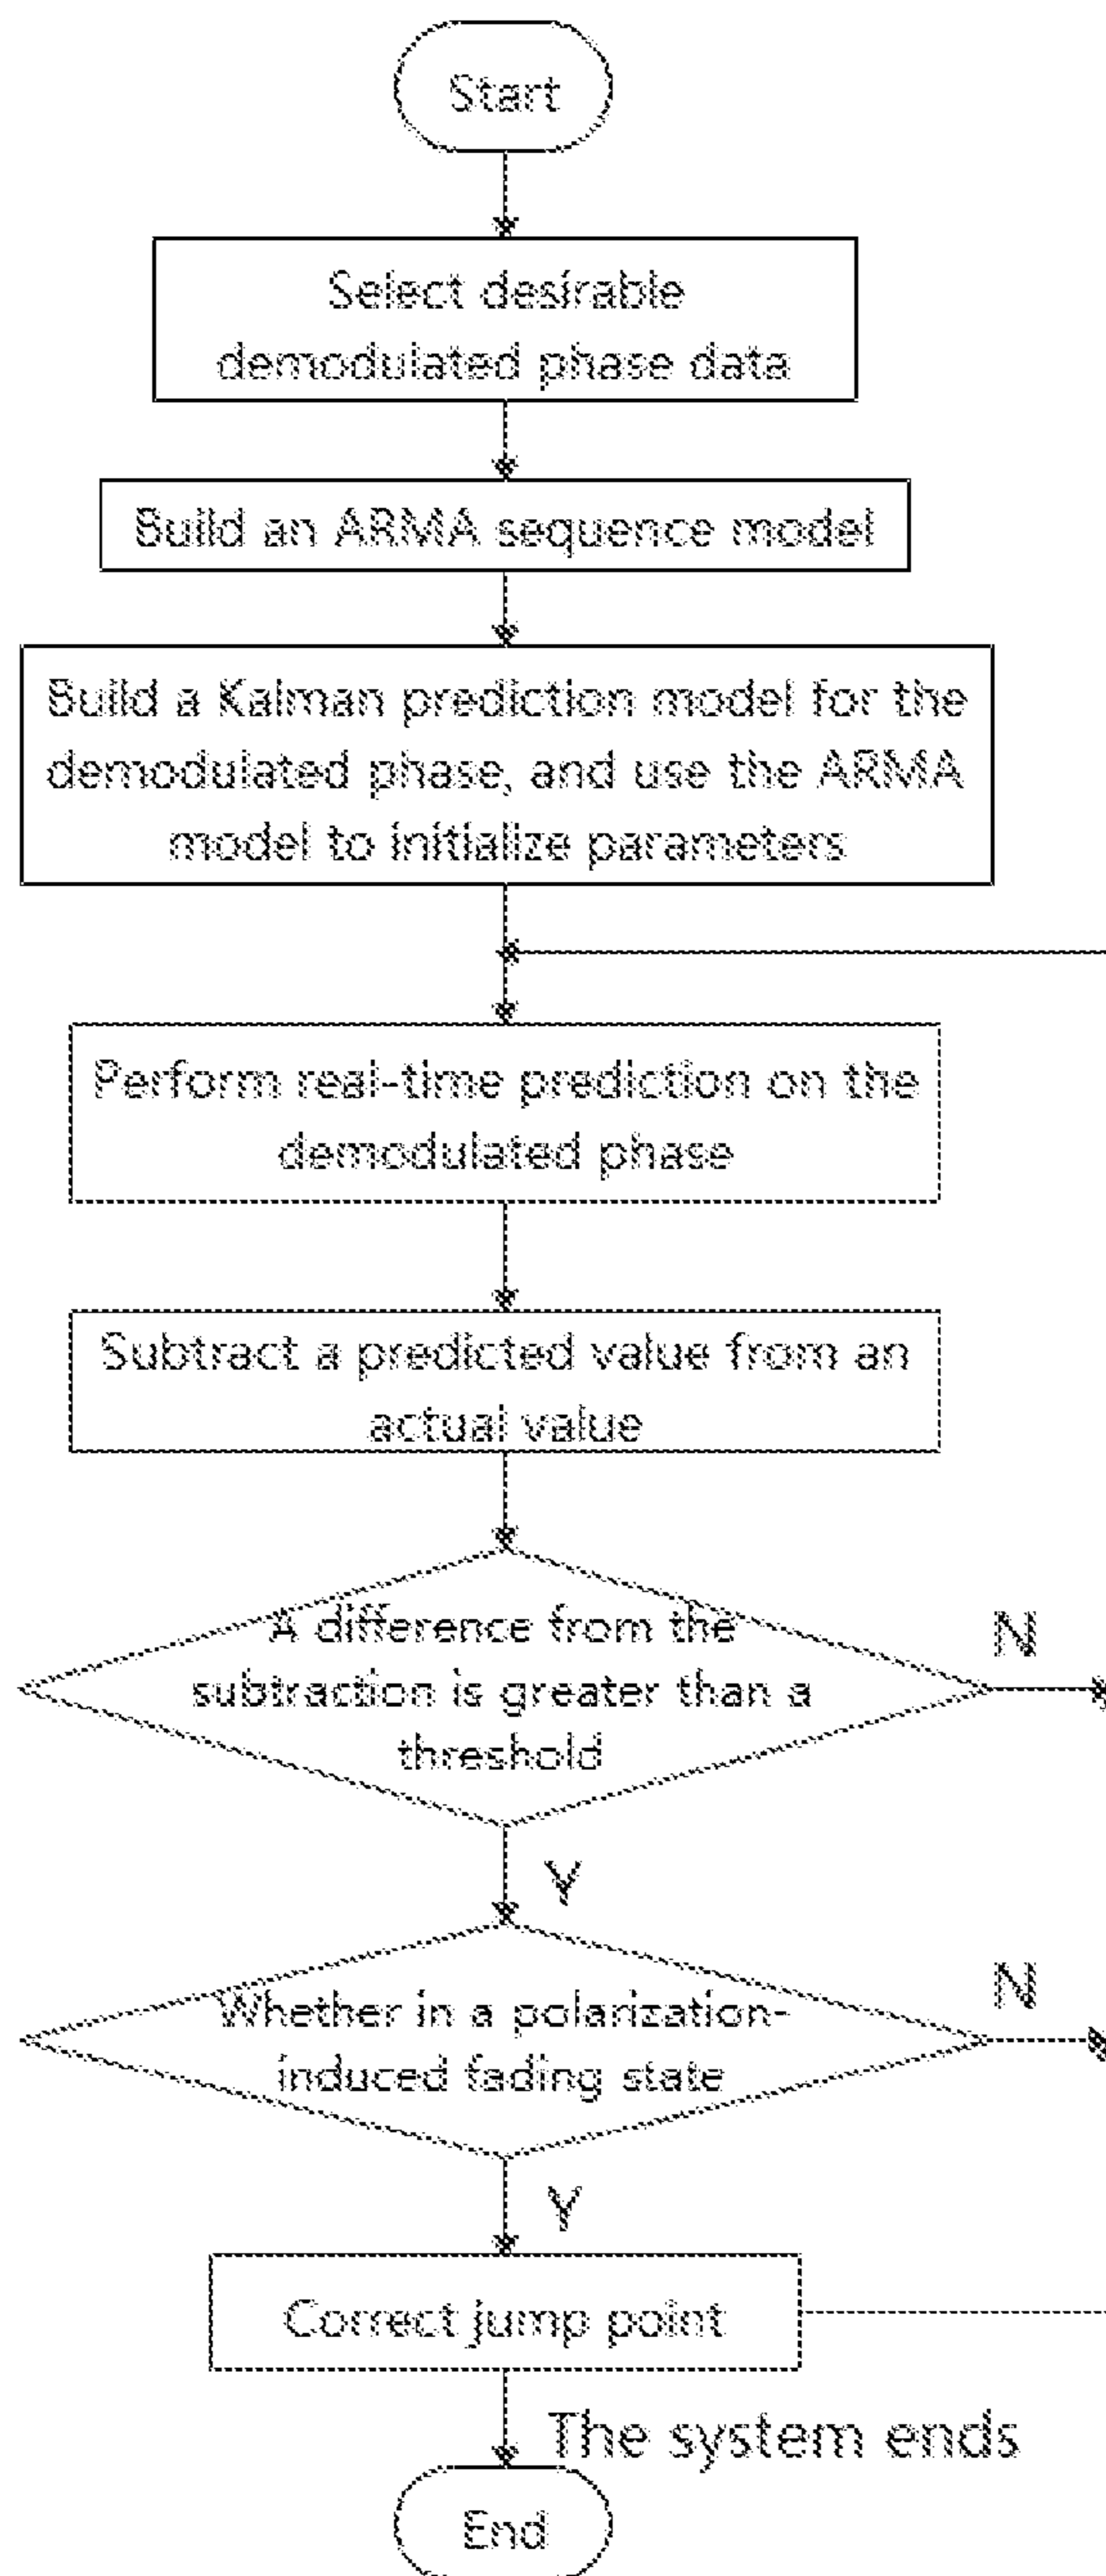 Start
Select desirable
demodulated phase data
Build an ARMA sequence model
Build a Kalman prediction model for the
demodulated phase, and use the ARMA
model to initialize parameters
Perform real-time prediction on the
demodulated phase
Subtract a predicted value from an
actual value
A difference from the
subtraction is greater than a
threshold
N
Y
Whether in a polarization-
induced fading state
N
Y
Correct jump point
The system ends
End